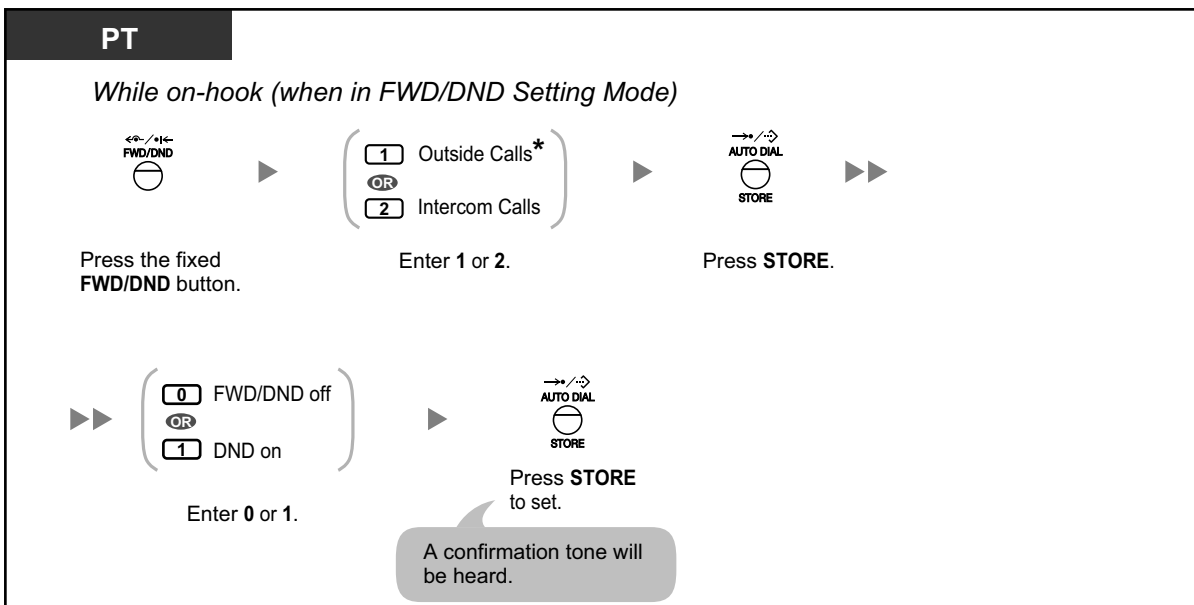 PT
While on-hook (when in FWD/DND Setting Mode)
FWD/DND
1 Outside Calls*
OR
2 Intercom Calls
AUTO DIAL
STORE
Press the fixed
FWD/DND button.
Enter 1 or 2.
Press STORE.
0 FWD/DND off
OR
1 DND on
Enter 0 or 1.
AUTO DIAL
STORE
Press STORE
to set.
A confirmation tone will
be heard.